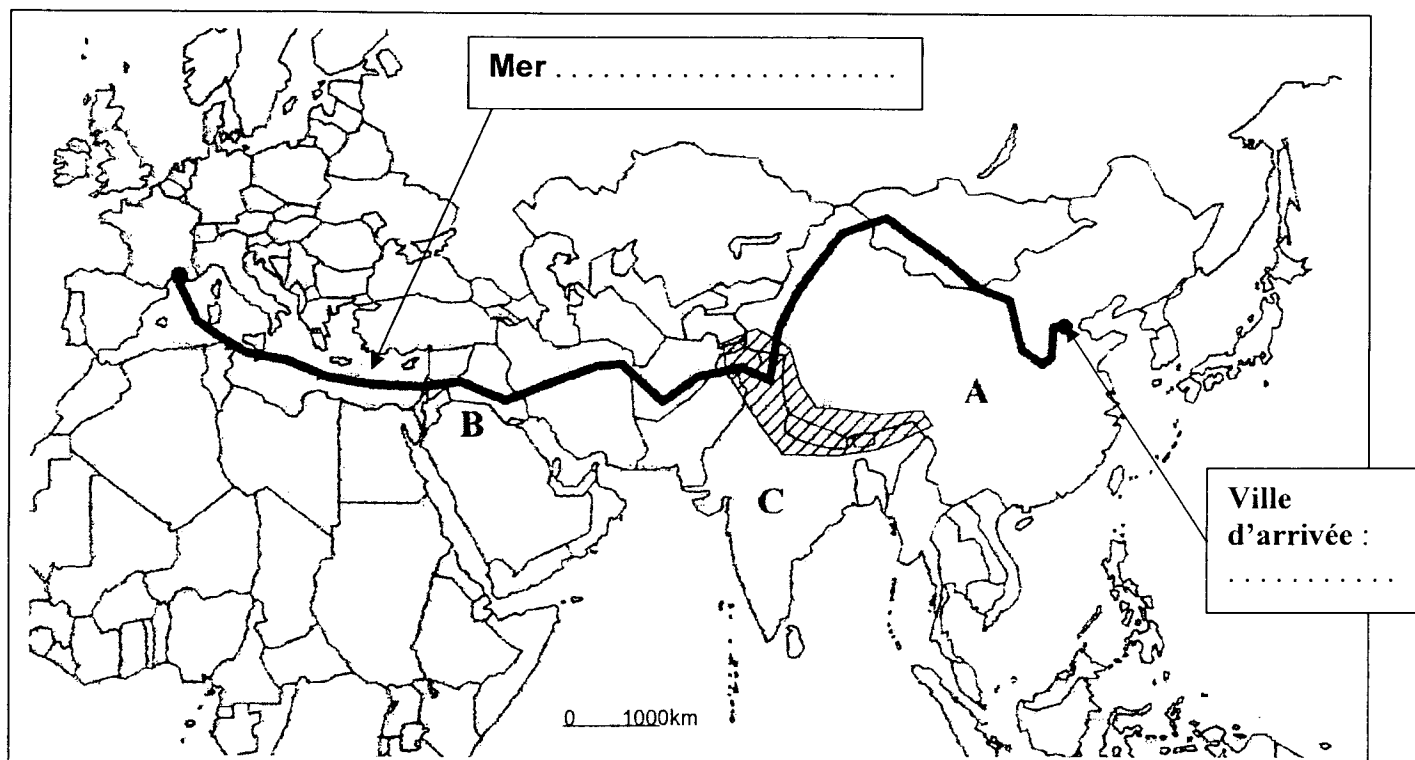 Mer . . . . . . . . . . . . . . . . . . . . . . .
B
A
C
Ville
d'arrivée :
. . . . . . . . . . .
0 1000km